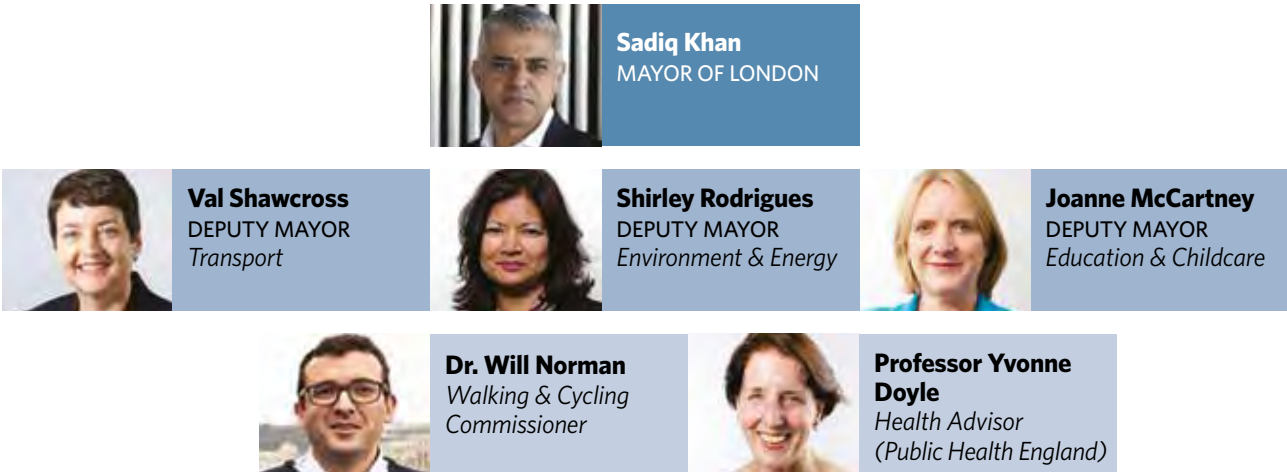 Sadiq Khan
MAYOR OF LONDON
Val Shawcross
DEPUTY MAYOR
Transport
Shirley Rodrigues
DEPUTY MAYOR
Environment & Energy
Joanne McCartney
DEPUTY MAYOR
Education & Childcare
Dr. Will Norman
Walking & Cycling
Commissioner
Professor Yvonne
Doyle
Health Advisor
(Public Health England)